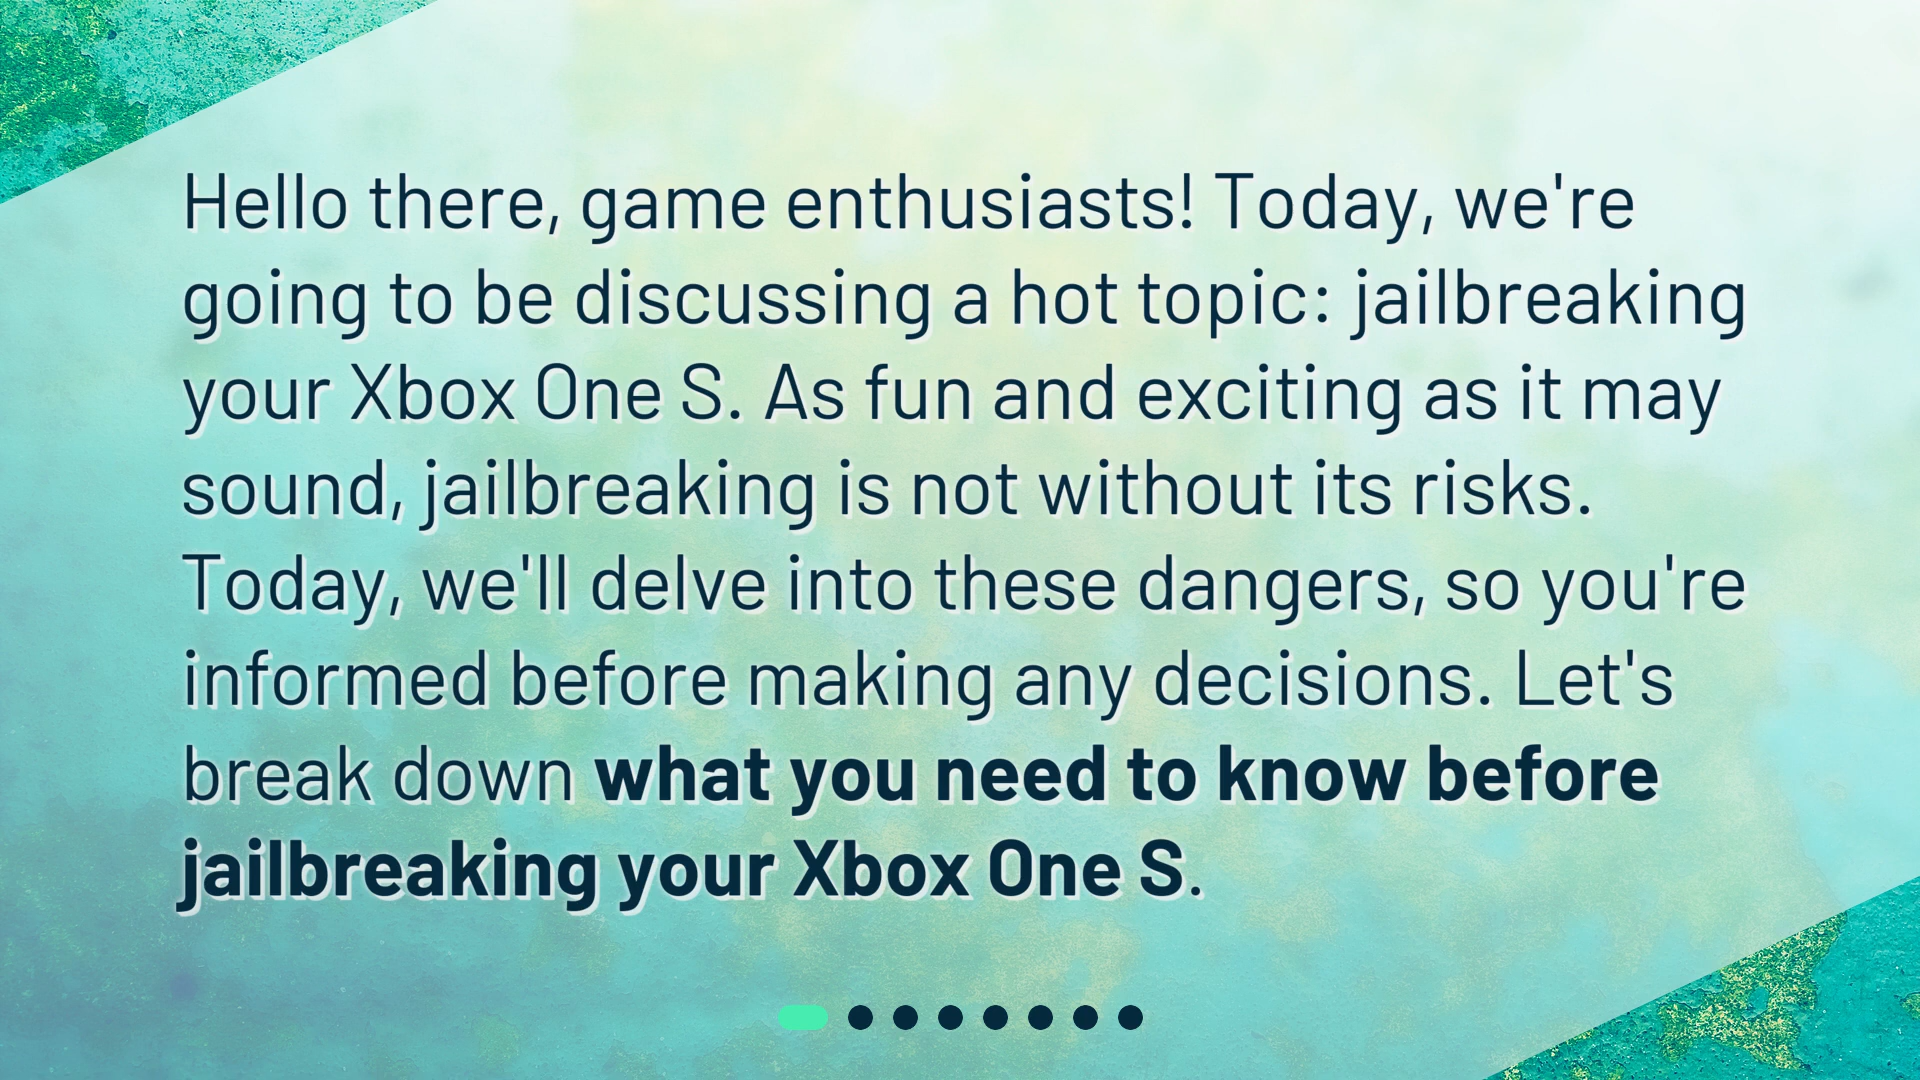 Hello there, game enthusiasts! Today, we're
going to be discussing a hot topic: jailbreaking
your Xbox One S. As fun and exciting as it may
sound, jailbreaking is not without its risks.
Today, we'll delve into these dangers, so you're
informed before making any decisions. Let's
break down what you need to know before
jailbreaking your Xbox One S.